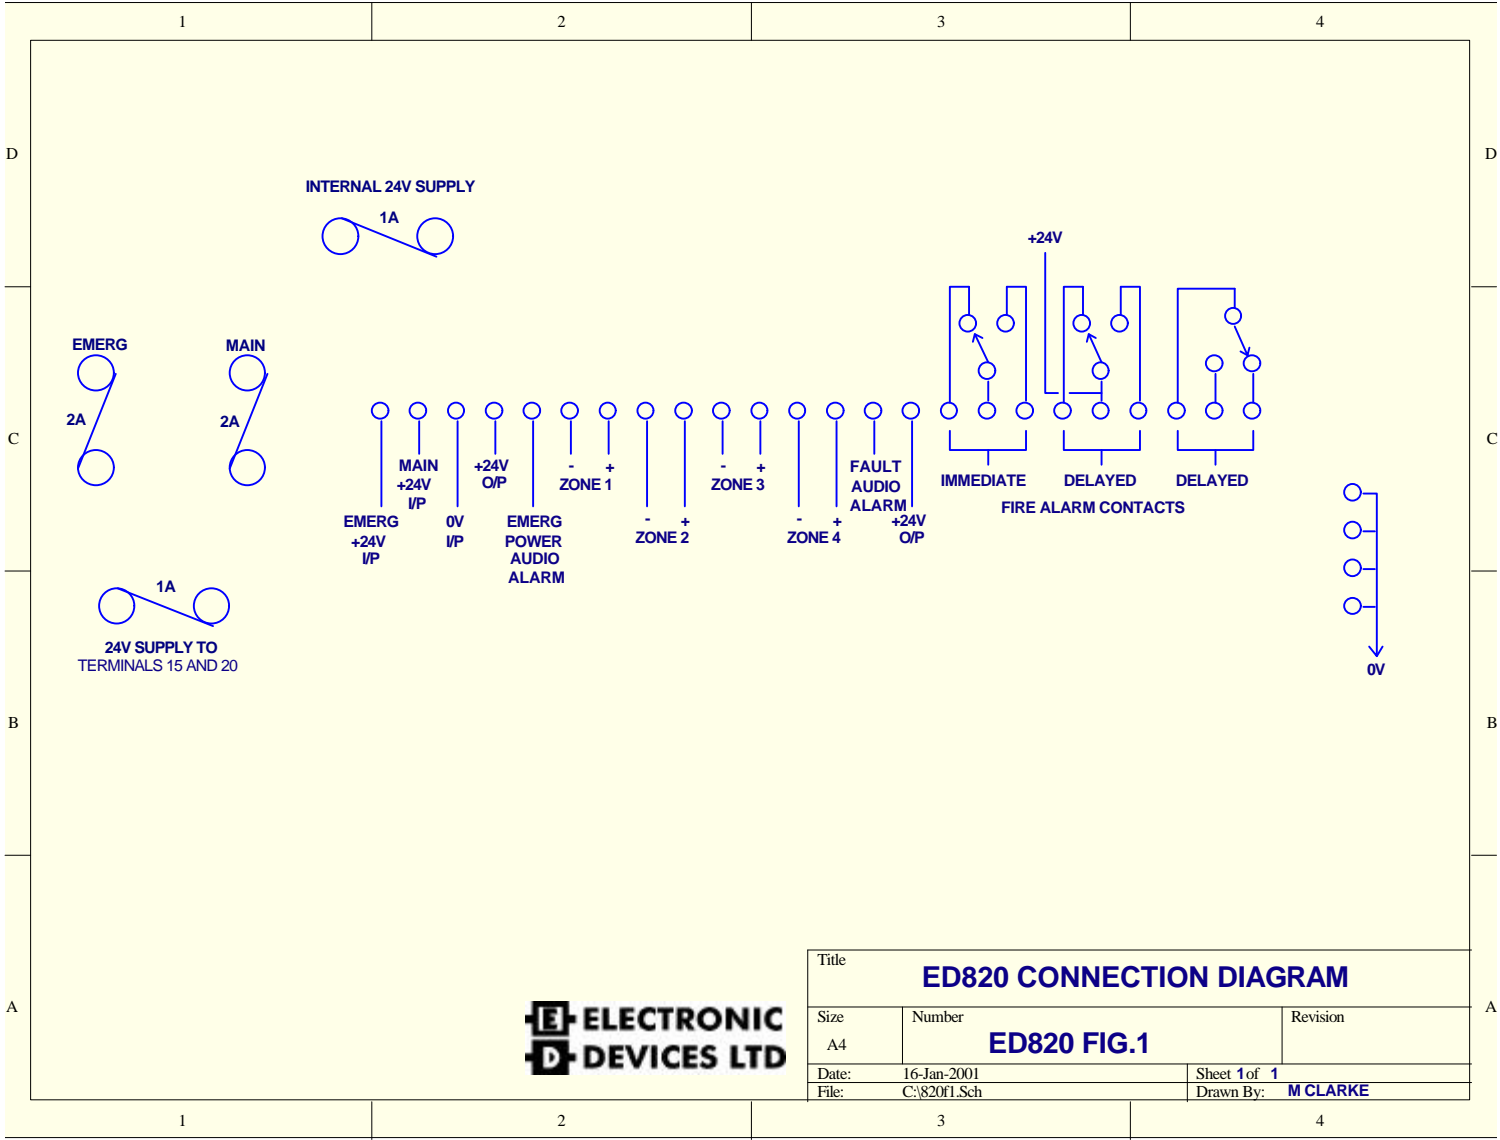 1 2 3 4
D D
INTERNAL 24V SUPPLY
1A
+24V
EMERG MAIN
2A 2A
C C
MAIN
+24V
I/P
+24V
O/P
- +
ZONE 1
- +
ZONE 3
FAULT
AUDIO
ALARM
IMMEDIATE DELAYED DELAYED
FIRE ALARM CONTACTS
EMERG
+24V
I/P
0V
I/P
EMERG
POWER
AUDIO
ALARM
- +
ZONE 2
- +
ZONE 4
+24V
O/P
1A
24V SUPPLY TO
TERMINALS 15 AND 20
0V
B B
A A
E ELECTRONIC
D DEVICES LTD
Title
ED820 CONNECTION DIAGRAM
Size Number Revision
A4 ED820 FIG.1
Date: 16-Jan-2001 Sheet 1 of 1
File: C:\820f1.Sch Drawn By: M CLARKE
1 2 3 4